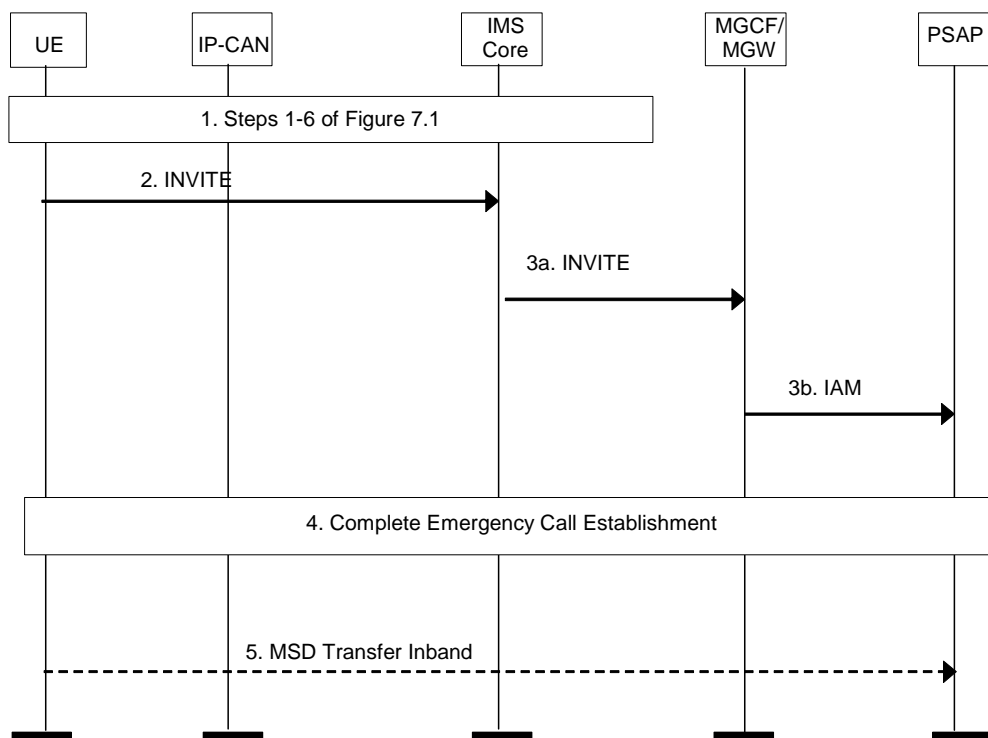 UE
IP-CAN
IMS
Core
MGCF/
MGW
PSAP
1. Steps 1-6 of Figure 7.1
2. INVITE
3a. INVITE
3b. IAM
4. Complete Emergency Call Establishment
5. MSD Transfer Inband